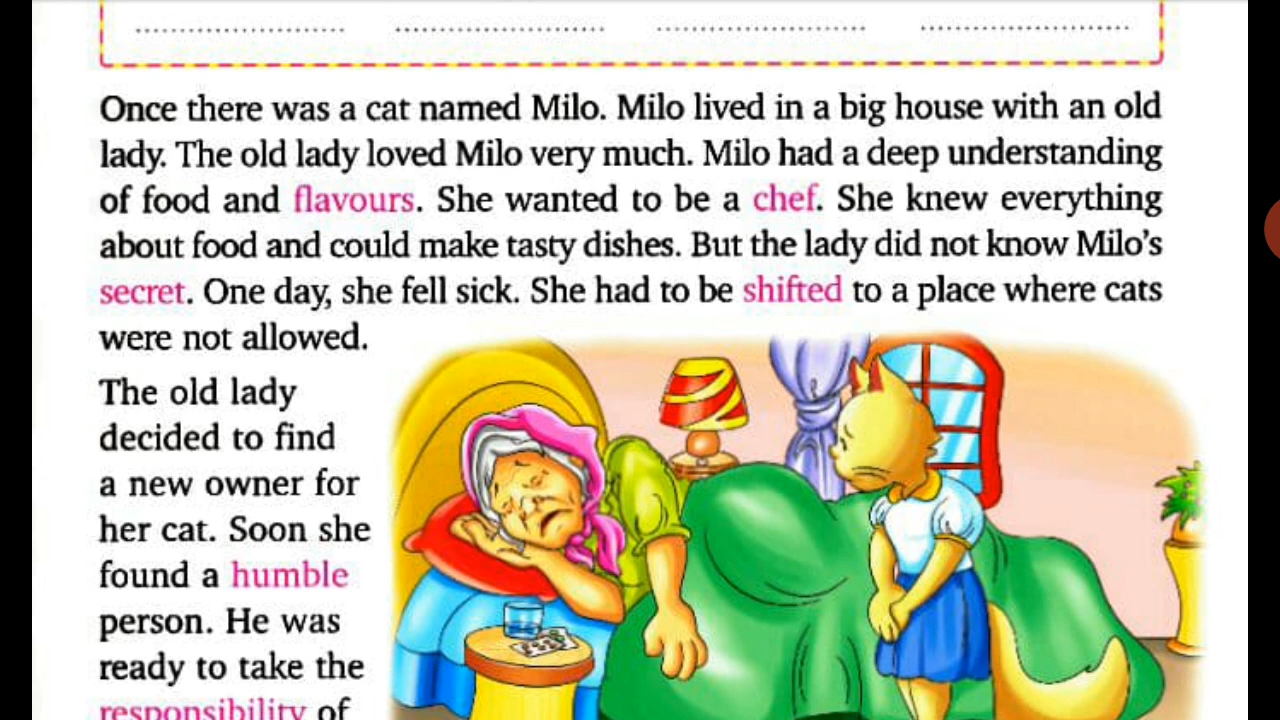 Once there was a cat named Milo. Milo lived in a big house with an old
lady. The old lady loved Milo very much. Milo had a deep understanding
of food and flavours. She wanted to be a chef. She knew everything
about food and could make tasty dishes. But the lady did not know Milo’s
secret. One day, she fell sick. She had to be shifted to a place where cats
were not allowed.
The old lady
decided to find
a new owner for
her cat. Soon she
found a humble
person. He was
ready to take the
responsibility of